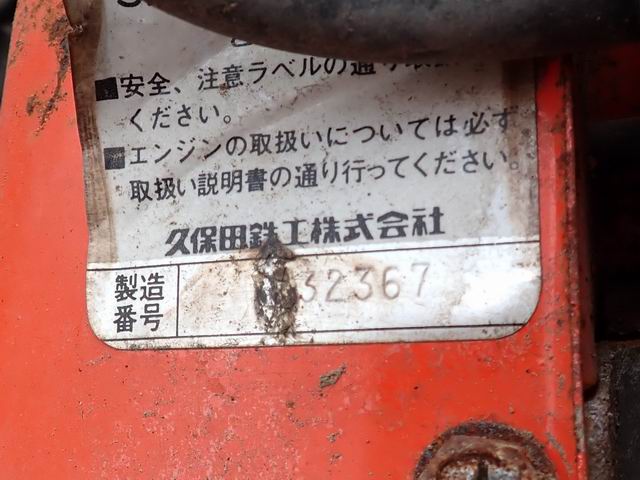 ■安全、注意ラベルの通り
ください。
■エンジンの取扱いについては必ず
取扱い説明書の通り行ってください。
久保田鉄工株式会社
製造
番号
32367